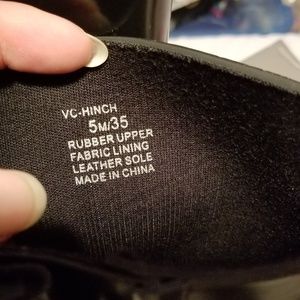 VC-HINCH
5M/35
RUBBER UPPER
FABRIC LINING
LEATHER SOLE
MADE IN CHINA